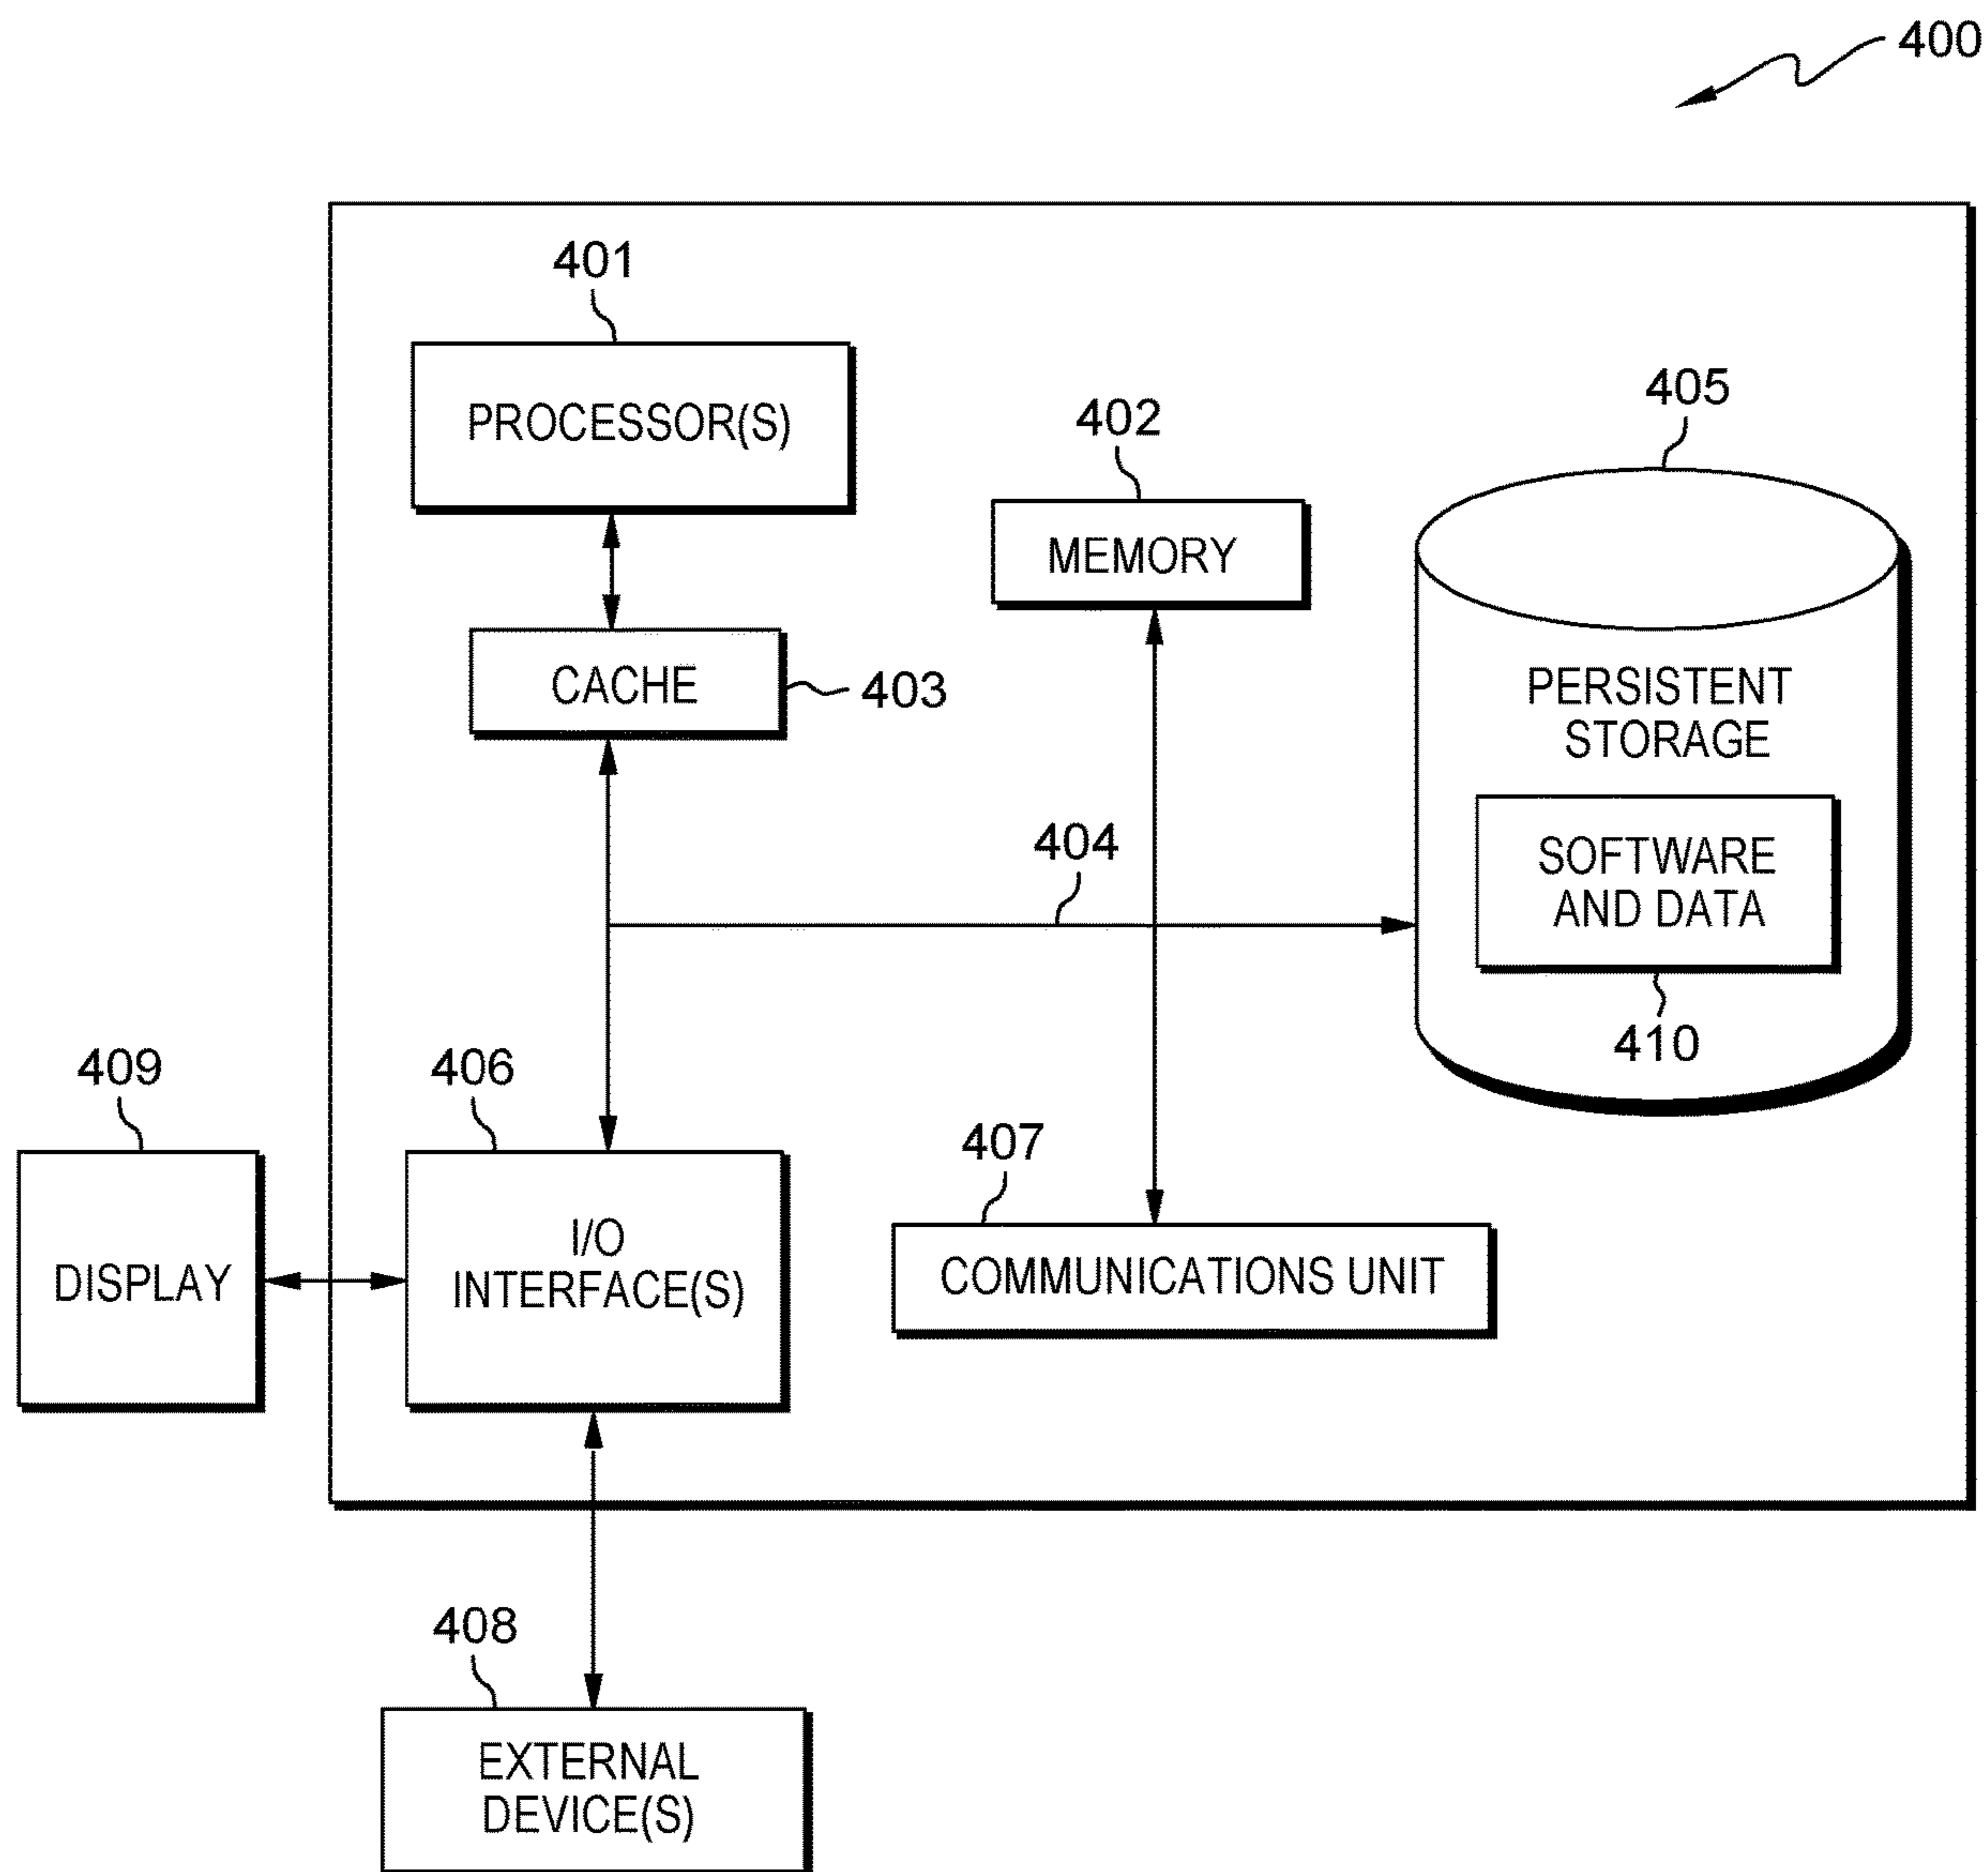 400
401
PROCESSOR(S)
402
MEMORY
405
CACHE
403
PERSISTENT
STORAGE
404
SOFTWARE
AND DATA
410
409
406
407
DISPLAY
I/O
INTERFACE(S)
COMMUNICATIONS UNIT
408
EXTERNAL
DEVICE(S)